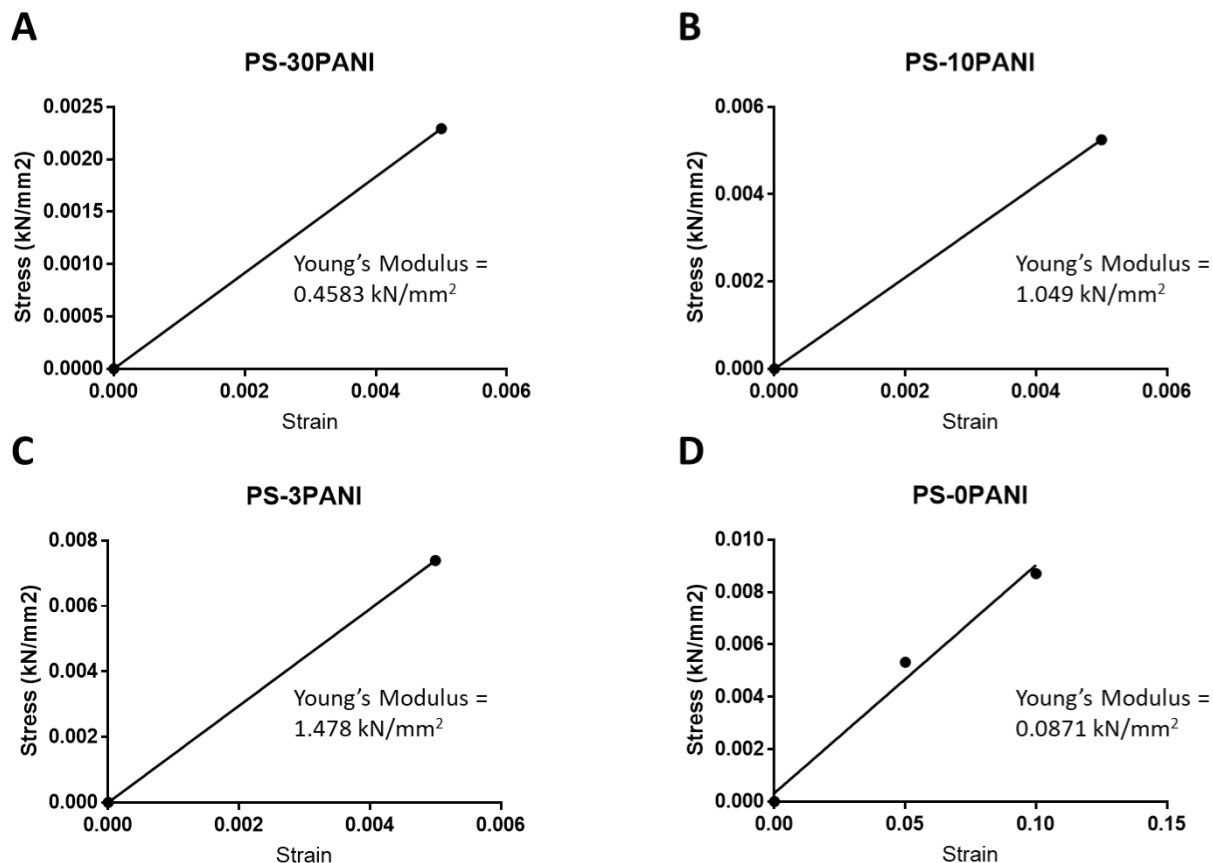 A
PS-30PANI
0.0025
0.0020
0.0015
0.0010
0.0005
0.0000
Stress (kN/mm2)
Young's Modulus =
0.4583 kN/mm²
0.000 0.002 0.004 0.006
Strain
B
PS-10PANI
0.006
0.004
0.002
0.000
Stress (kN/mm2)
Young's Modulus =
1.049 kN/mm²
0.000 0.002 0.004 0.006
Strain
C
PS-3PANI
0.008
0.006
0.004
0.002
0.000
Stress (kN/mm2)
Young's Modulus =
1.478 kN/mm²
0.000 0.002 0.004 0.006
Strain
D
PS-0PANI
0.010
0.008
0.006
0.004
0.002
0.000
Stress (kN/mm2)
Young's Modulus =
0.0871 kN/mm²
0.00 0.05 0.10 0.15
Strain